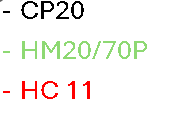 - CP20
- HM20/70P
- HC 11